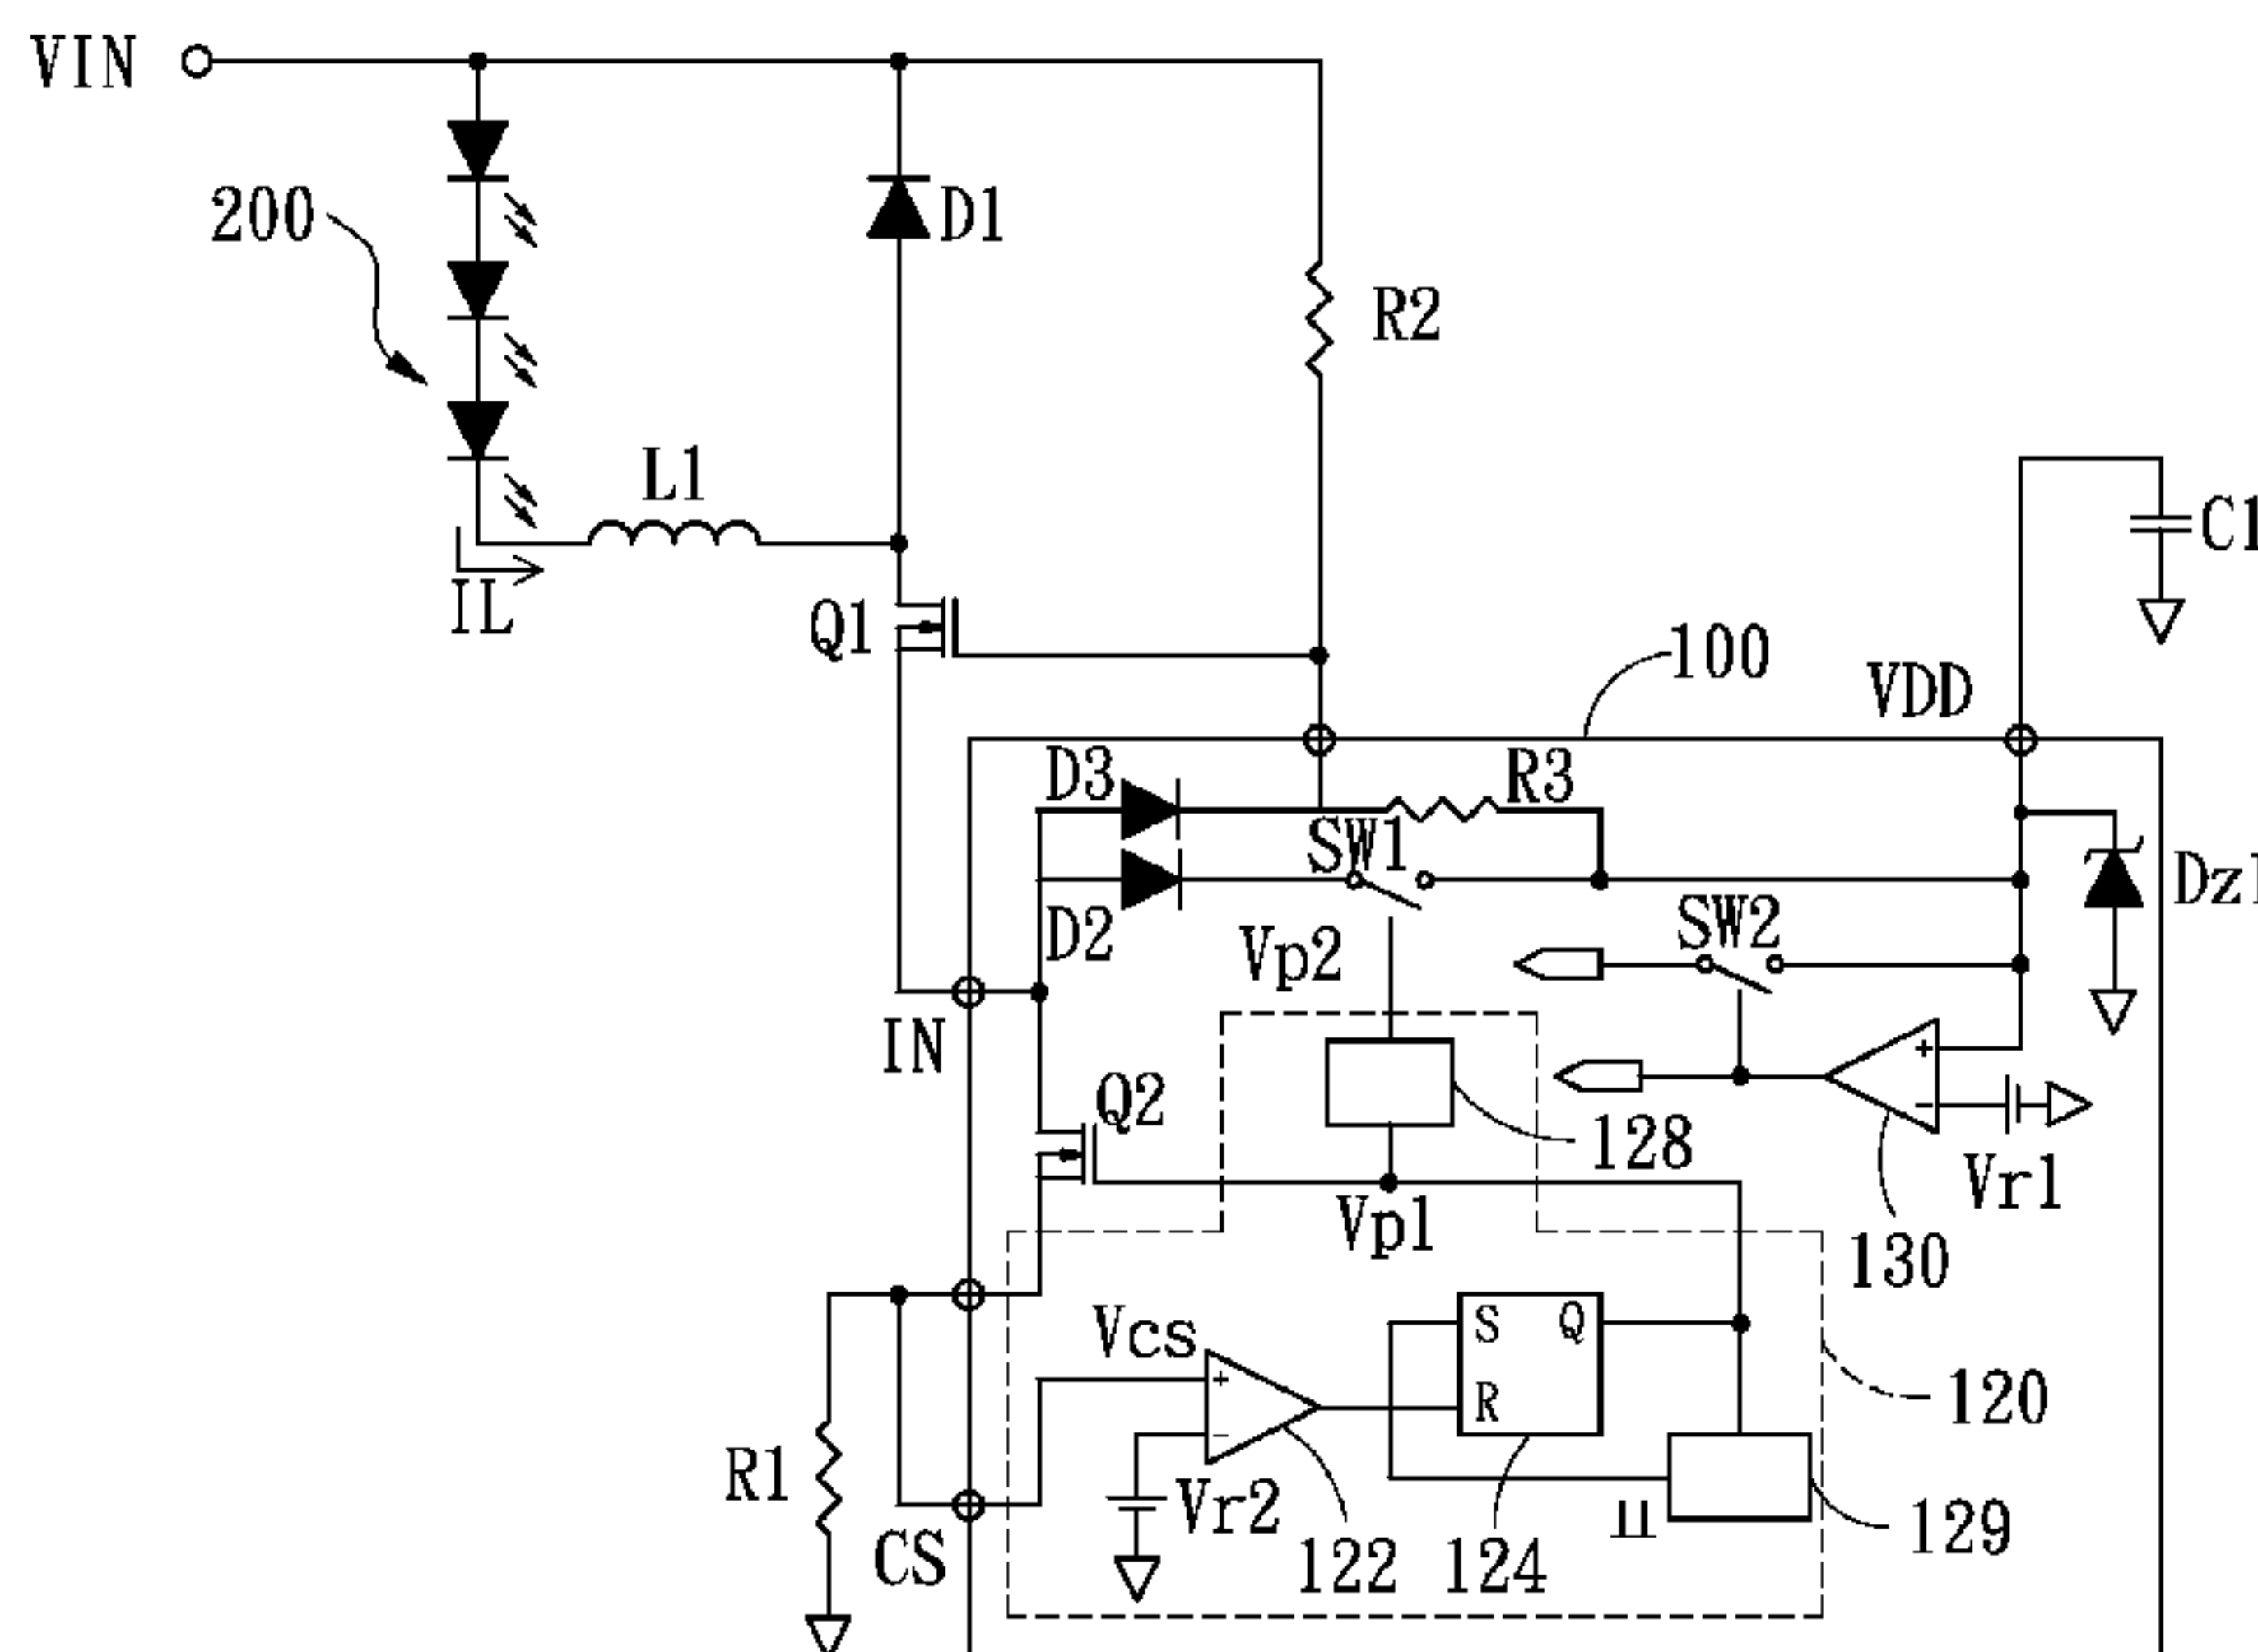 VIN
200
D1
R2
L1
IL
Q1
100
VDD
C1
D3
R3
SW1
D2
Vp2
SW2
Dz1
IN
Q2
+
-
128
Vp1
Vr1
130
Vcs
S
Q
R
+
-
120
R1
Vr2
CS
122
124
129